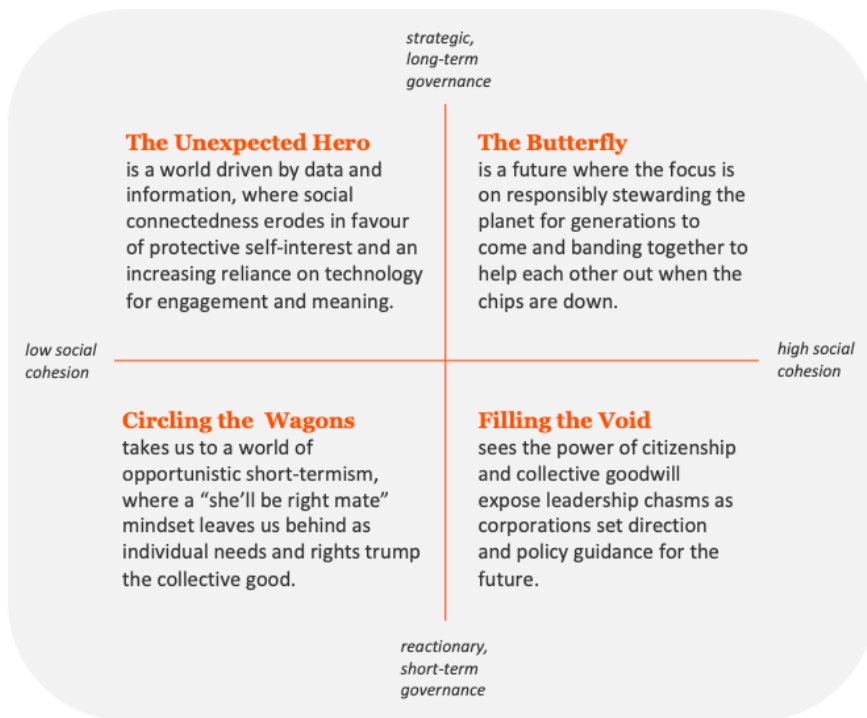 strategic,
long-term
governance
The Unexpected Hero
is a world driven by data and
information, where social
connectedness erodes in favour
of protective self-interest and an
increasing reliance on technology
for engagement and meaning.
The Butterfly
is a future where the focus is
on responsibly stewarding the
planet for generations to
come and banding together to
help each other out when the
chips are down.
low social
cohesion
high social
cohesion
Circling the Wagons
takes us to a world of
opportunistic short-termism,
where a “she’ll be right mate”
mindset leaves us behind as
individual needs and rights trump
the collective good.
Filling the Void
sees the power of citizenship
and collective goodwill
expose leadership chasms as
corporations set direction
and policy guidance for the
future.
reactionary,
short-term
governance